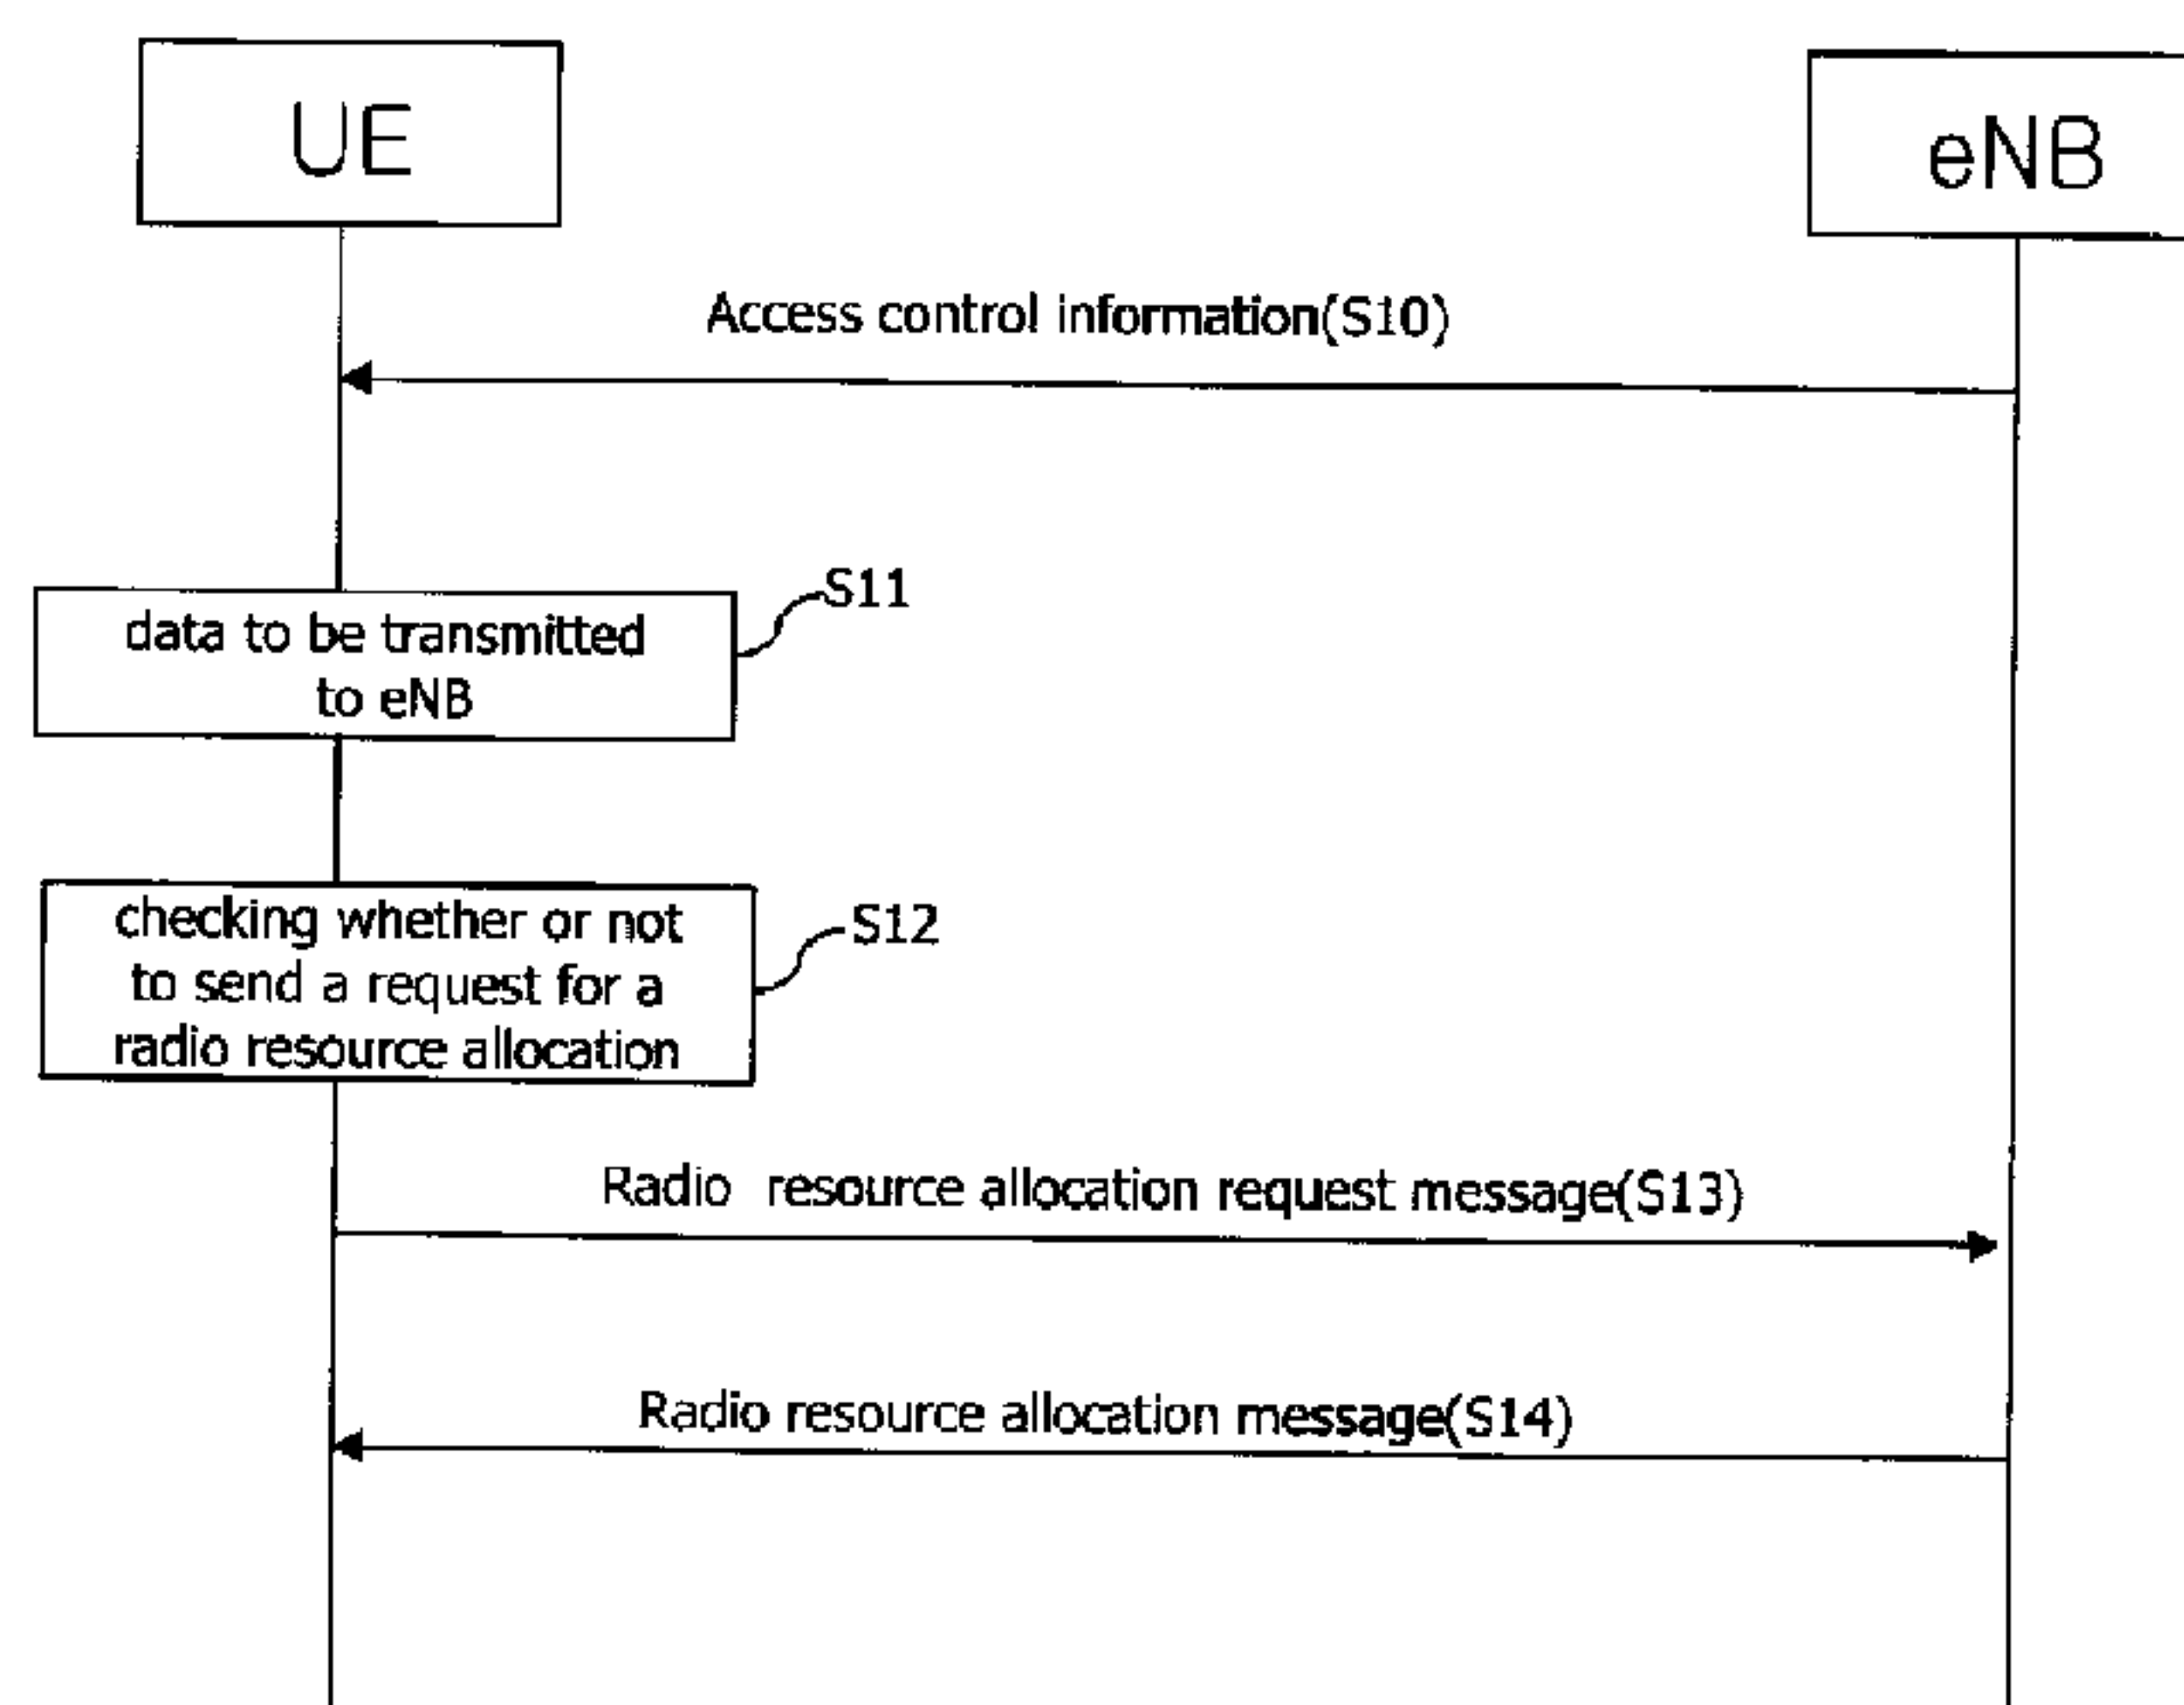 UE
eNB
Access control information(S10)
S11
data to be transmitted
to eNB
S12
checking whether or not
to send a request for a
radio resource allocation
Radio resource allocation request message(S13)
Radio resource allocation message(S14)